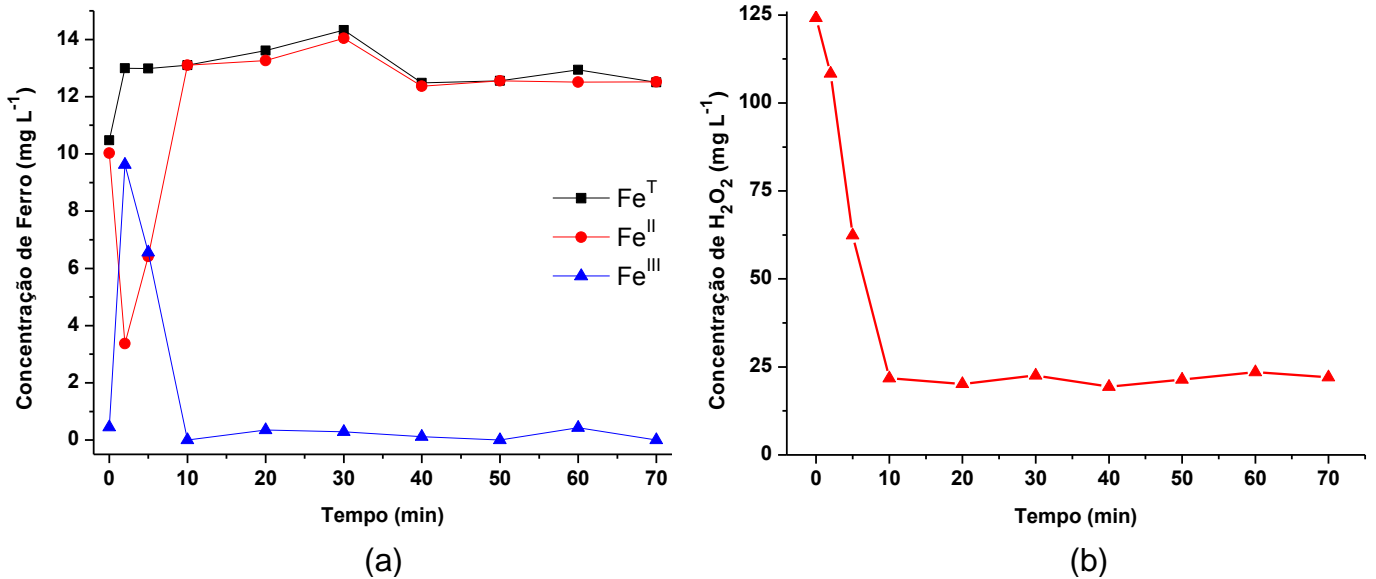 Concentração de Ferro (mg L⁻¹)
14
12
10
8
6
4
2
0
Feᵀ
Feᴵᴵ
Feᴵᴵᴵ
0 10 20 30 40 50 60 70
Tempo (min)
(a)
Concentração de H₂O₂ (mg L⁻¹)
125
100
75
50
25
0
0 10 20 30 40 50 60 70
Tempo (min)
(b)